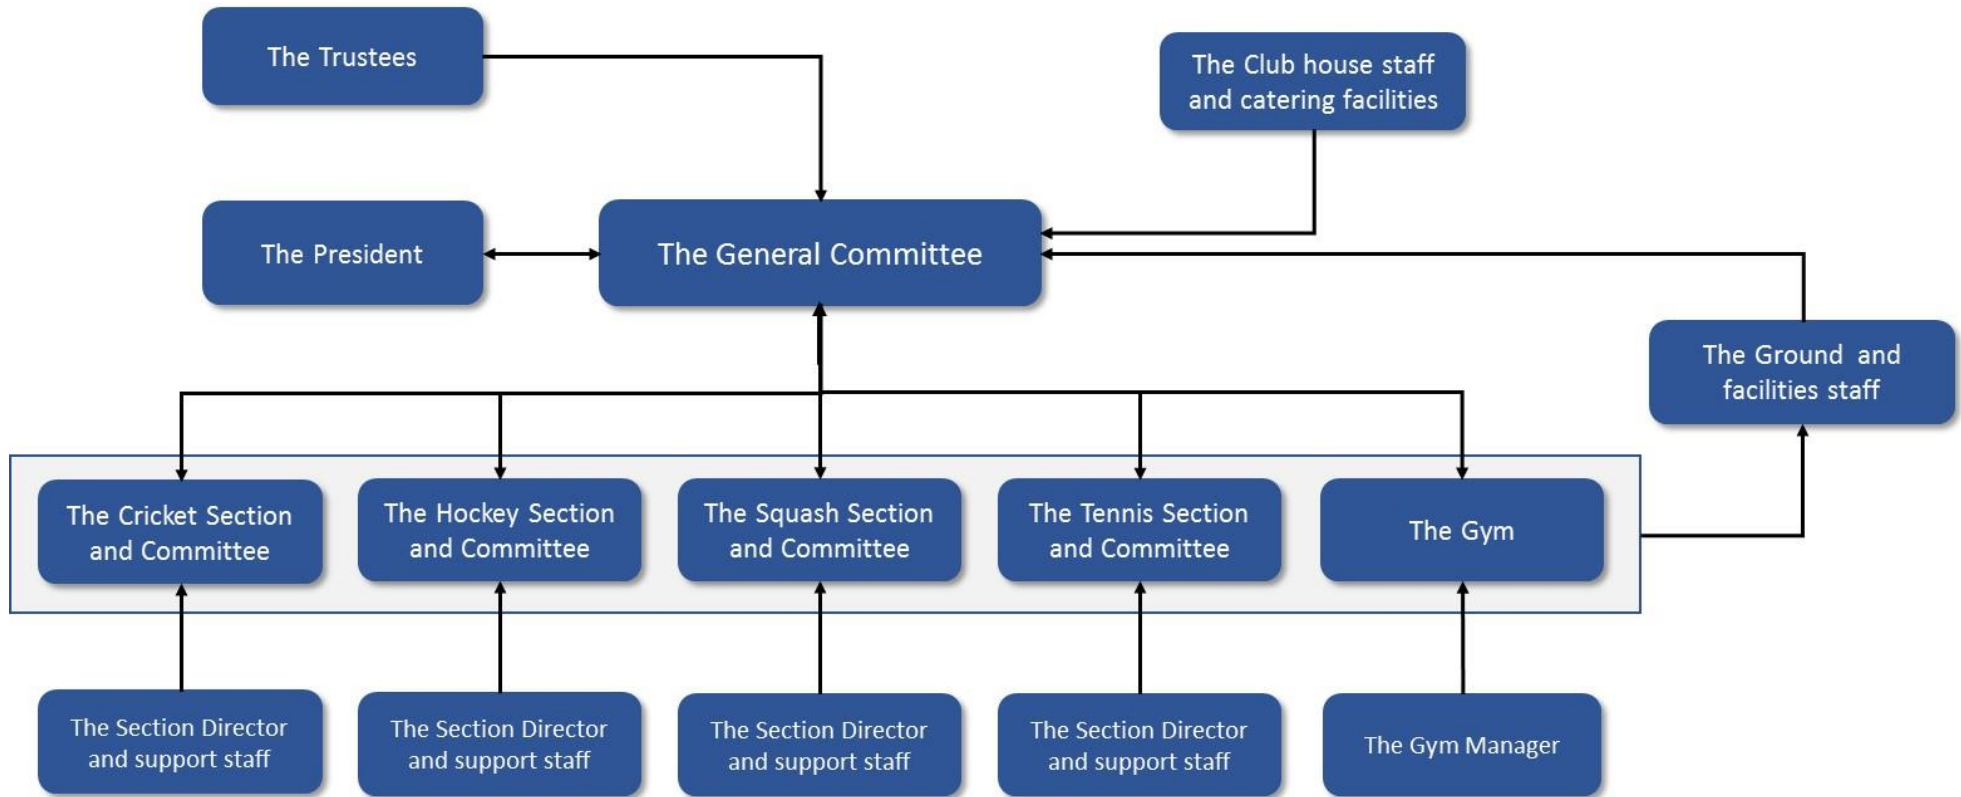 The Trustees
The Club house staff
and catering facilities
The President
The General Committee
The Ground and
facilities staff
The Cricket Section
and Committee
The Hockey Section
and Committee
The Squash Section
and Committee
The Tennis Section
and Committee
The Gym
The Section Director
and support staff
The Section Director
and support staff
The Section Director
and support staff
The Section Director
and support staff
The Gym Manager